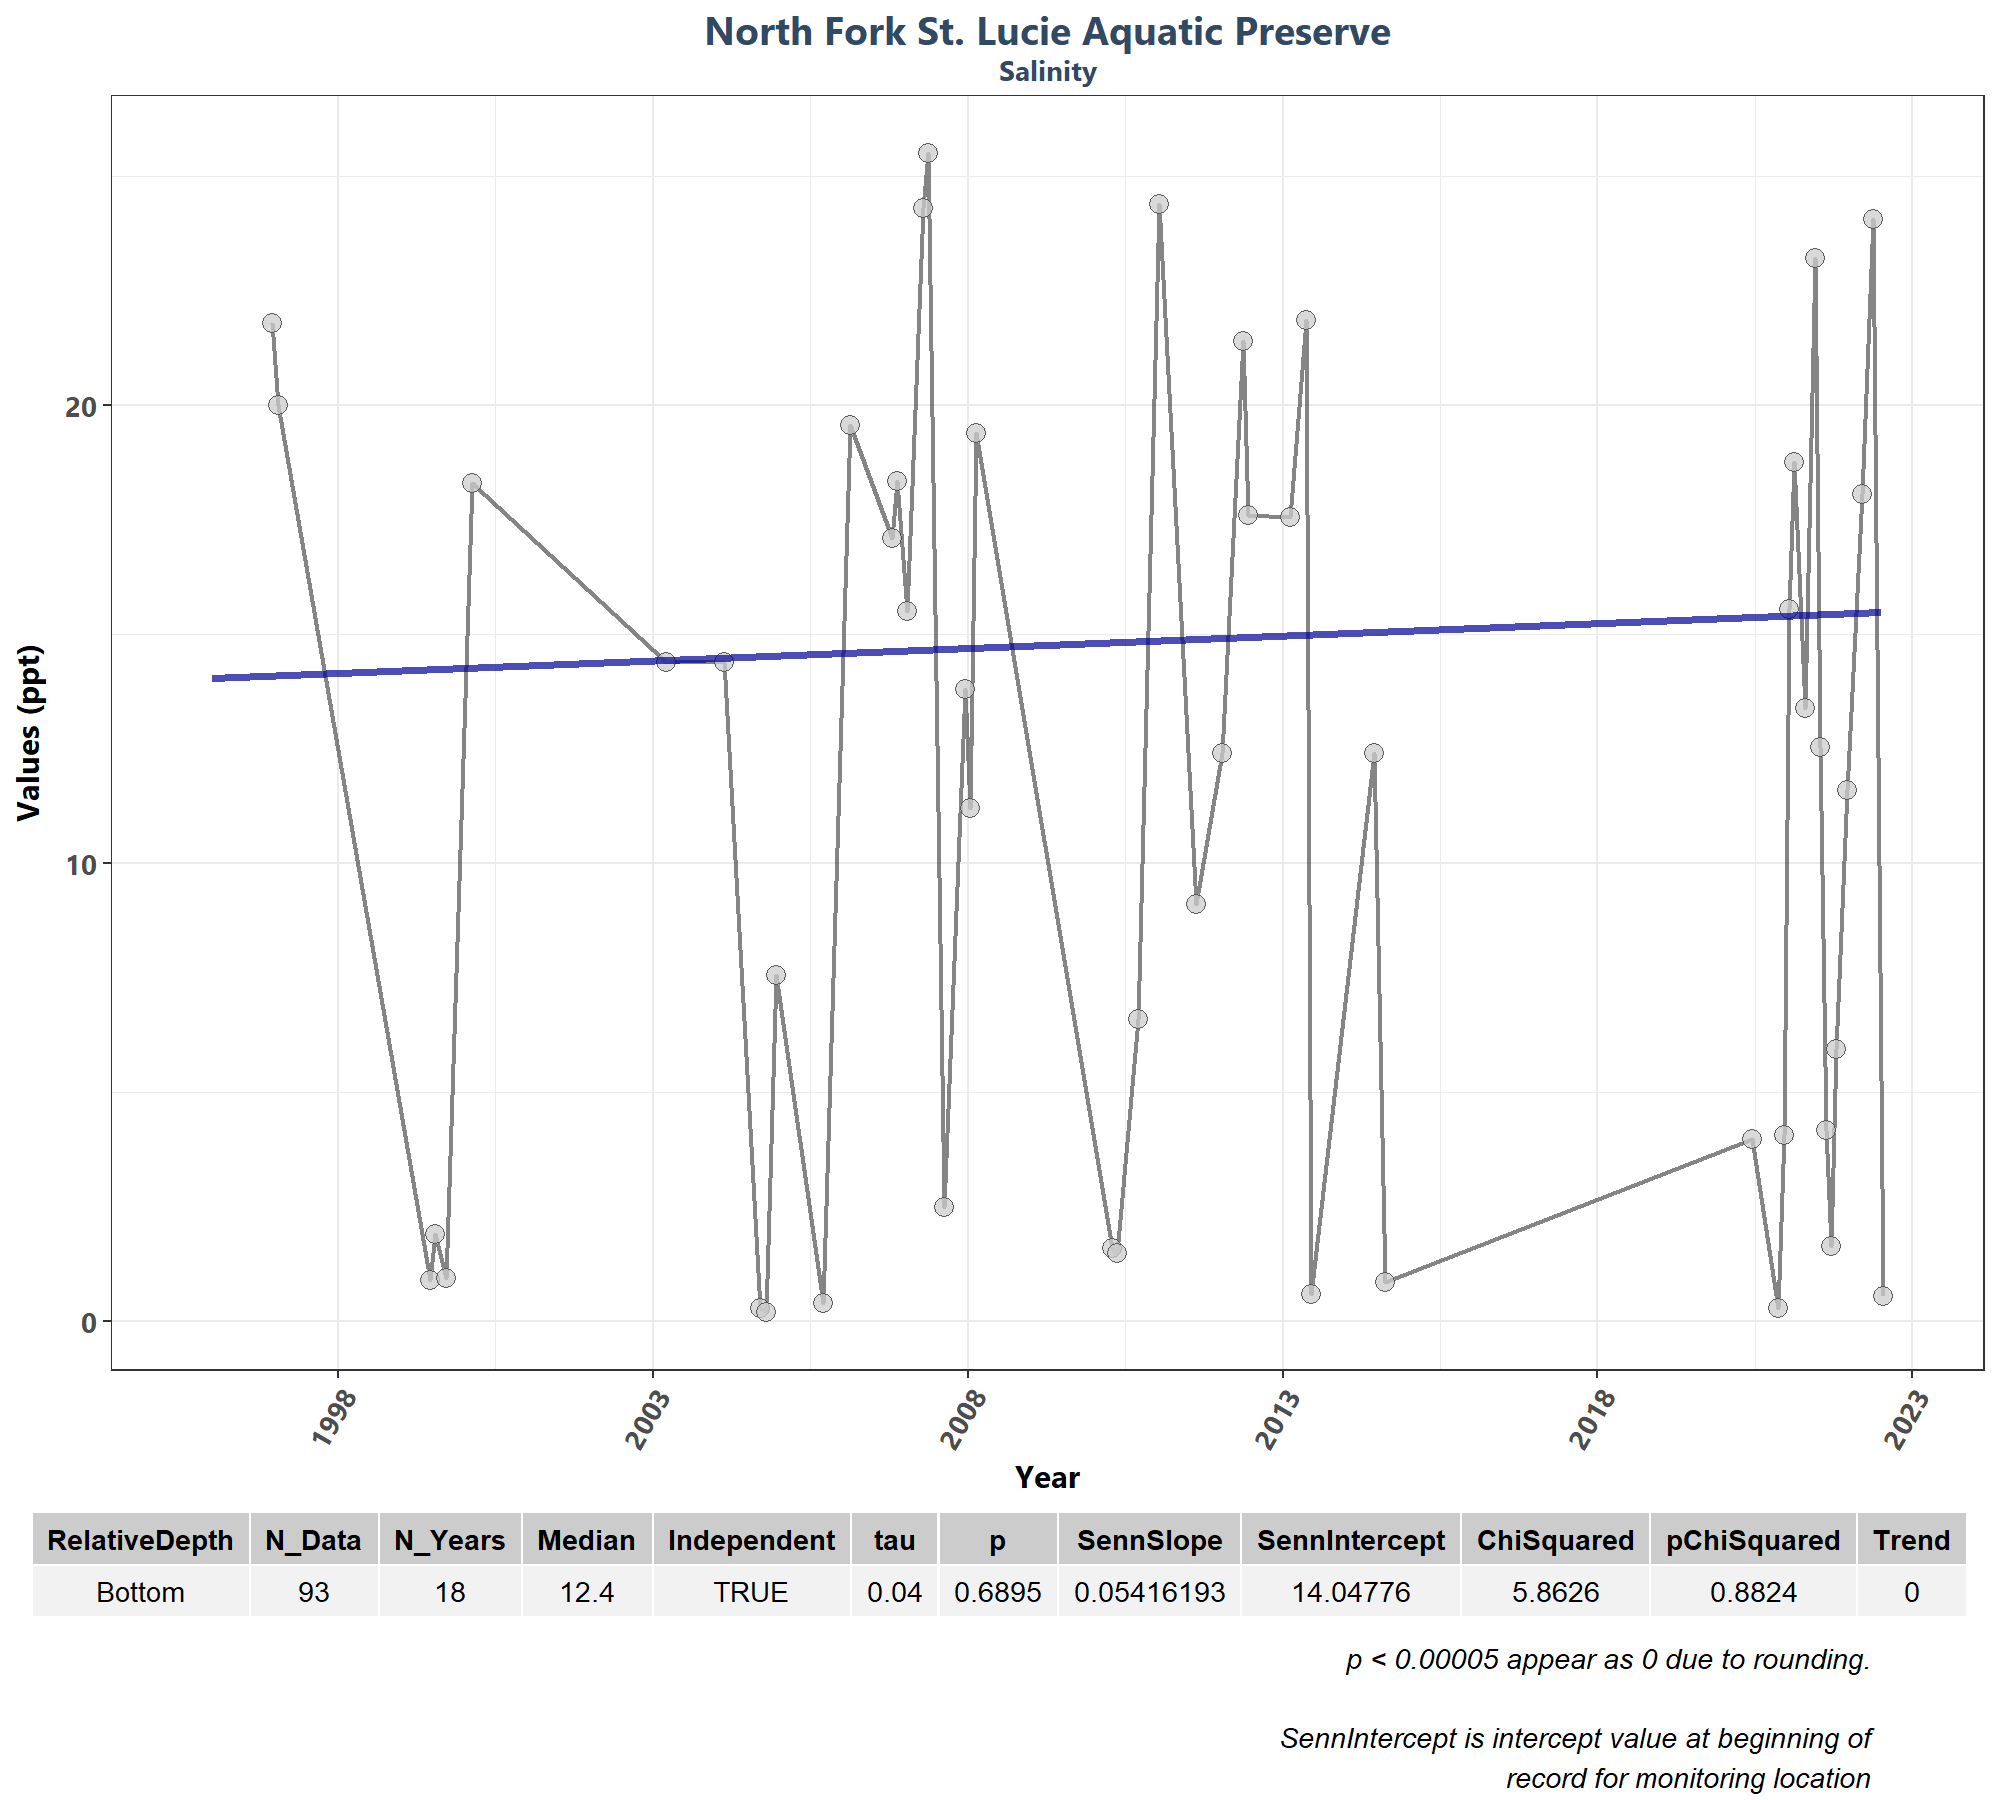 North Fork St. Lucie Aquatic Preserve
Salinity
Values (ppt)
20
10
0
1998
2003
2008
2013
2018
2023
Year
RelativeDepth N_Data N_Years Median Independent tau p SennSlope SennIntercept ChiSquared pChiSquared Trend
Bottom 93 18 12.4 TRUE 0.04 0.6895 0.05416193 14.04776 5.8626 0.8824 0
p < 0.00005 appear as 0 due to rounding.
SennIntercept is intercept value at beginning of
record for monitoring location